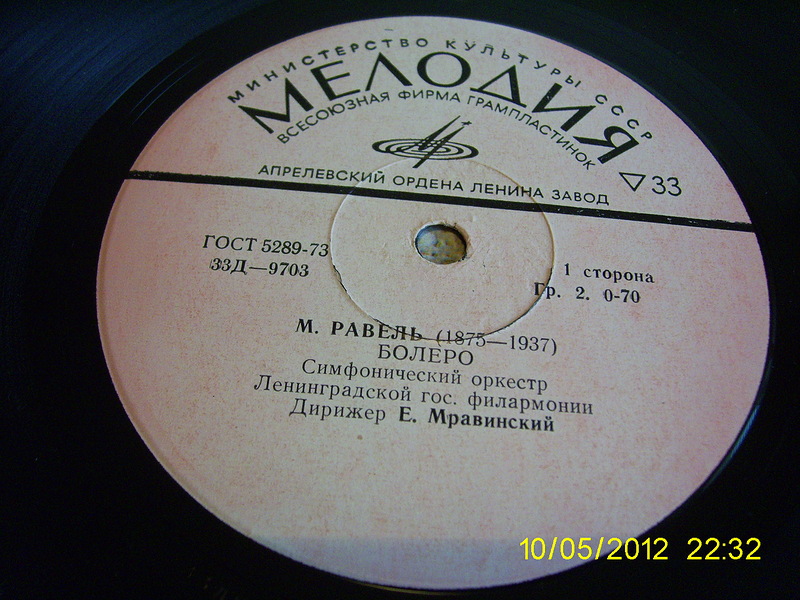 МИНИСТЕРСТВО КУЛЬТУРЫ СССР
МЕЛОДИЯ
ВСЕСОЮЗНАЯ ФИРМА ГРАМПЛАСТИНОК
33
АПРЕЛЕВСКИЙ ОРДЕНА ЛЕНИНА ЗАВОД
ГОСТ 5289-73
33Д—9703
1 сторона
Гр. 2. 0-70
М. РАВЕЛЬ (1875—1937)
БОЛЕРО
Симфонический оркестр
Ленинградской гос. филармонии
Дирижер Е. Мравинский
10/05/2012 22:32